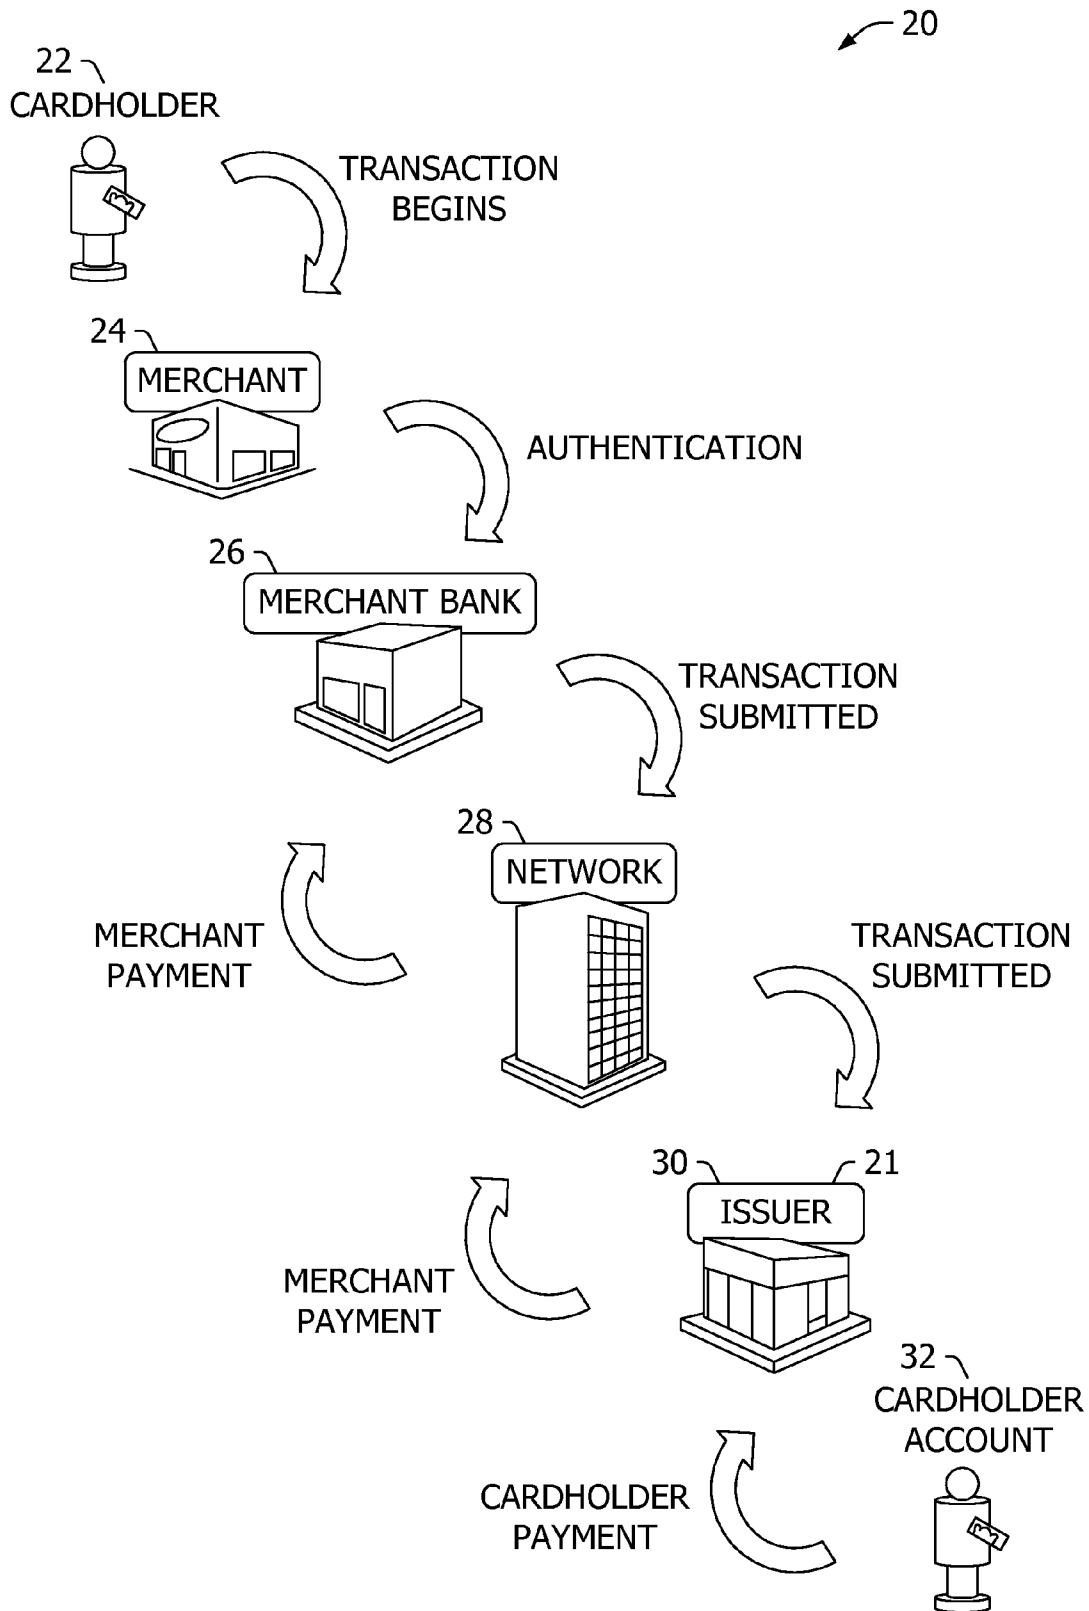 20
22
CARDHOLDER
TRANSACTION
BEGINS
24
MERCHANT
AUTHENTICATION
26
MERCHANT BANK
TRANSACTION
SUBMITTED
28
NETWORK
MERCHANT
PAYMENT
TRANSACTION
SUBMITTED
30
21
ISSUER
MERCHANT
PAYMENT
32
CARDHOLDER
ACCOUNT
CARDHOLDER
PAYMENT